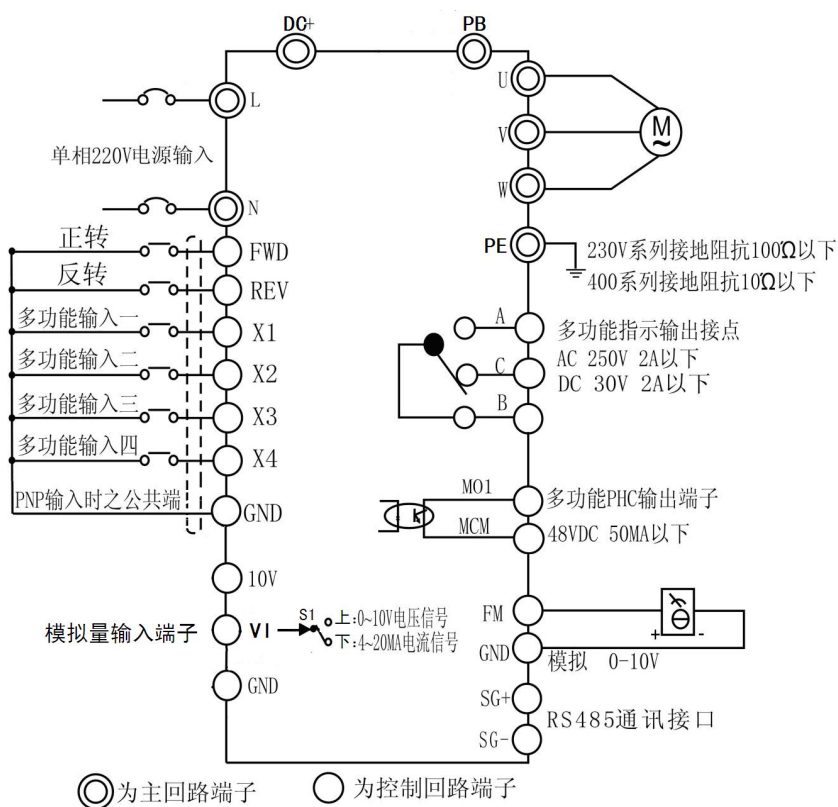 DC+
PB
L
U
单相220V电源输入
V
M
~
N
W
正转
FWD
PE
230V系列接地阻抗100Ω以下
反转
REV
400系列接地阻抗10Ω以下
多功能输入一
X1
A
多功能指示输出接点
多功能输入二
X2
C
AC 250V 2A以下
DC 30V 2A以下
多功能输入三
X3
B
多功能输入四
X4
PNP输入时之公共端
GND
MO1
多功能PHC输出端子
MCM
48VDC 50MA以下
10V
模拟量输入端子
VI
S1
上:0~10V电压信号
下:4~20MA电流信号
FM
+
-
GND
模拟 0-10V
GND
SG+
RS485通讯接口
SG-
为主回路端子
为控制回路端子